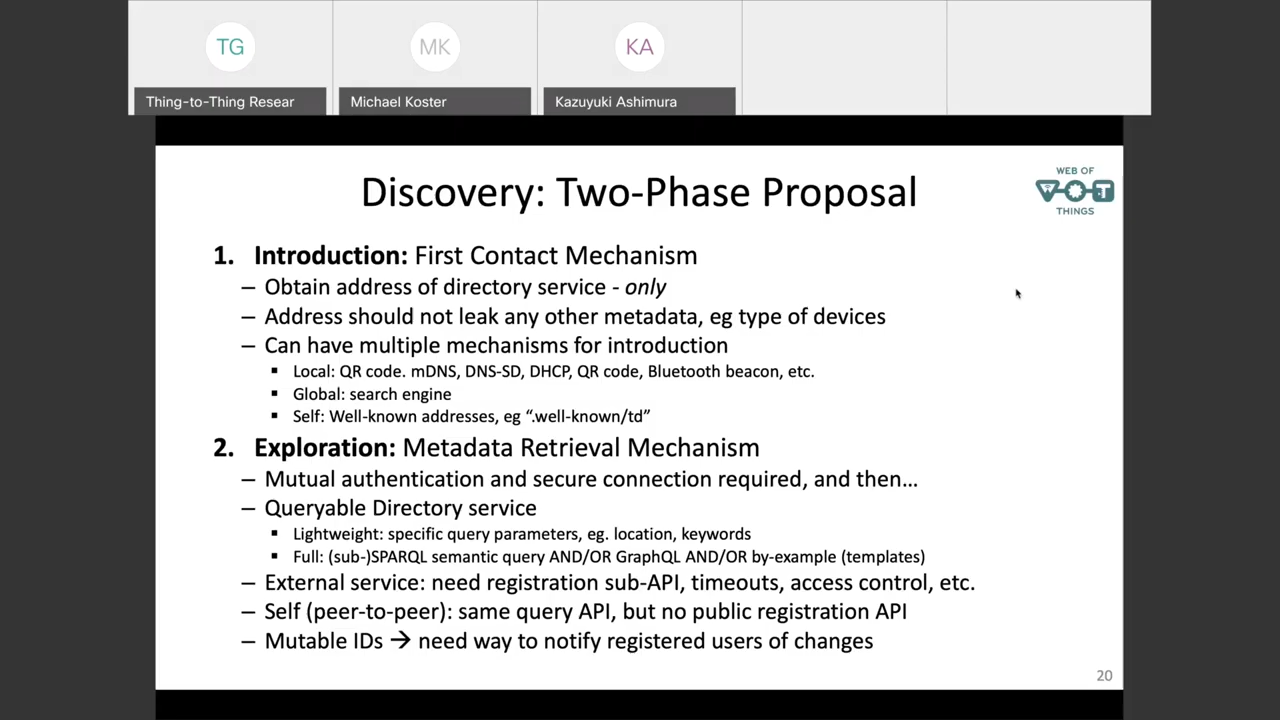 TG
MK
KA
Thing-to-Thing Resear
Michael Koster
Kazuyuki Ashimura
Discovery: Two-Phase Proposal
WEB OF
WOT
THINGS
1. Introduction: First Contact Mechanism
– Obtain address of directory service - only
– Address should not leak any other metadata, eg type of devices
– Can have multiple mechanisms for introduction
▪ Local: QR code. mDNS, DNS-SD, DHCP, QR code, Bluetooth beacon, etc.
▪ Global: search engine
▪ Self: Well-known addresses, eg “.well-known/td”
2. Exploration: Metadata Retrieval Mechanism
– Mutual authentication and secure connection required, and then…
– Queryable Directory service
▪ Lightweight: specific query parameters, eg. location, keywords
▪ Full: (sub-)SPARQL semantic query AND/OR GraphQL AND/OR by-example (templates)
– External service: need registration sub-API, timeouts, access control, etc.
– Self (peer-to-peer): same query API, but no public registration API
– Mutable IDs → need way to notify registered users of changes
20